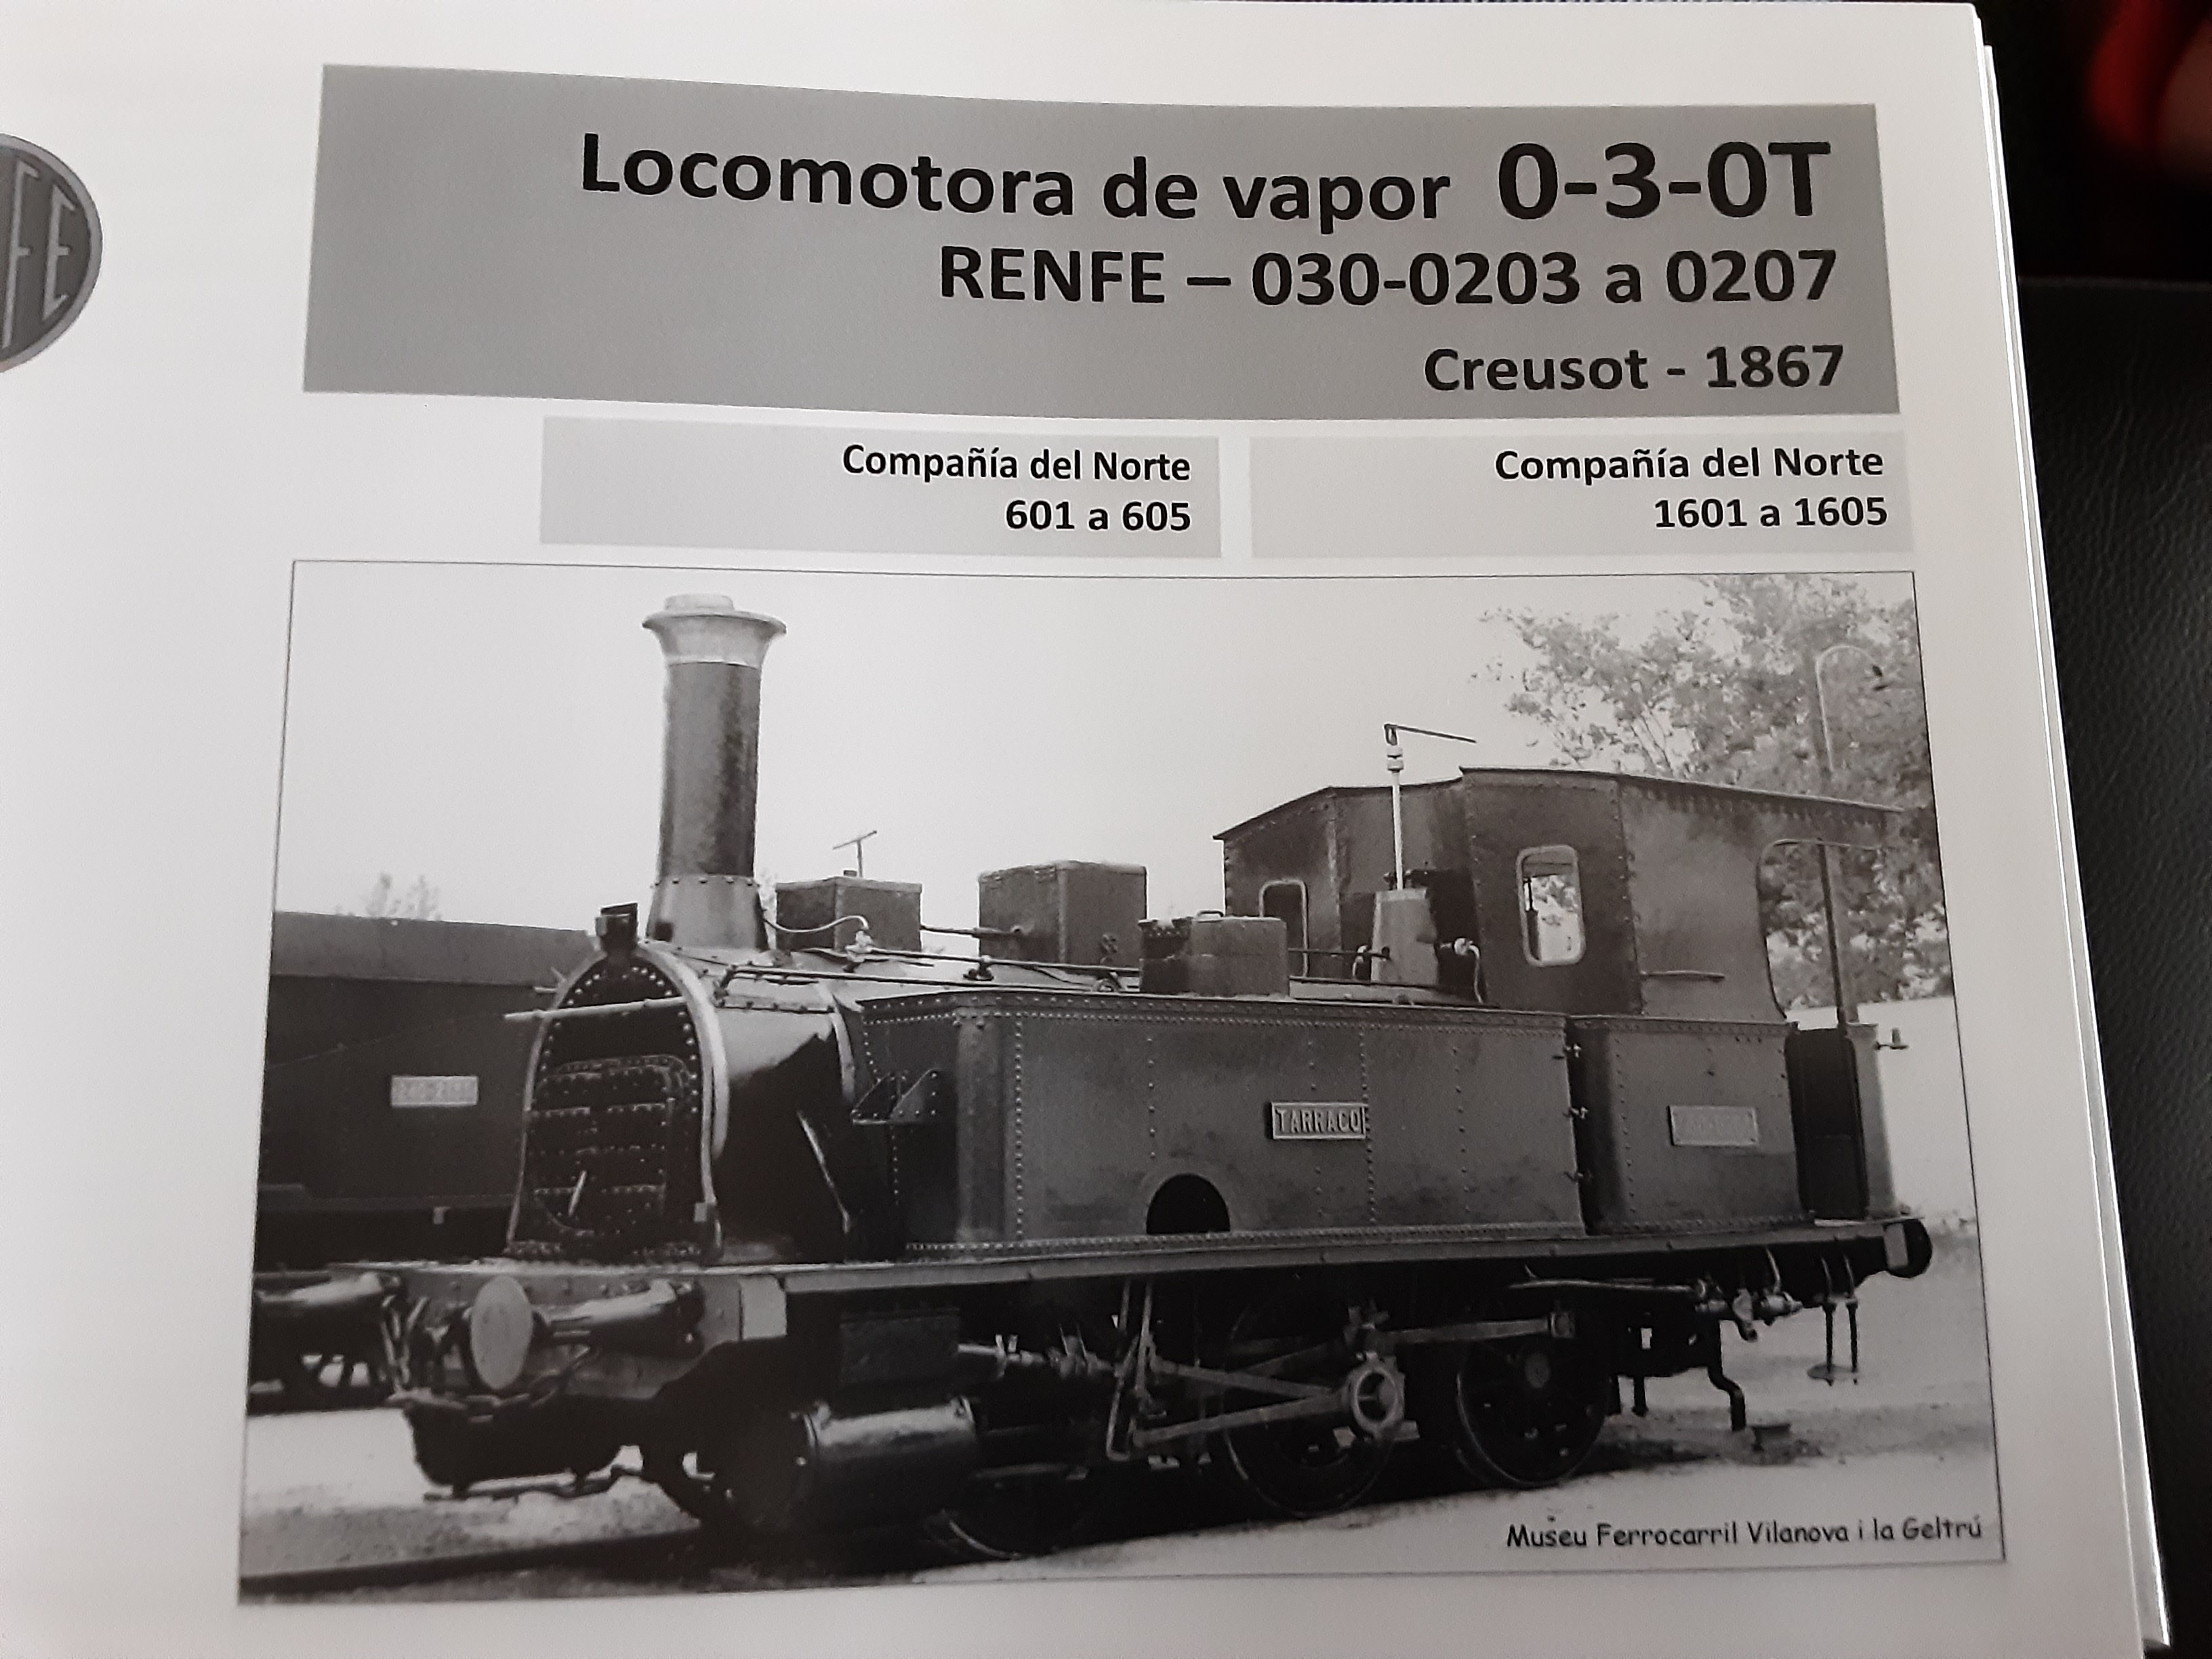 FE
Locomotora de vapor 0-3-0T
RENFE – 030-0203 a 0207
Creusot - 1867
Compañía del Norte
601 a 605
Compañía del Norte
1601 a 1605
TARRACO
Museu Ferrocarril Vilanova i la Geltrú